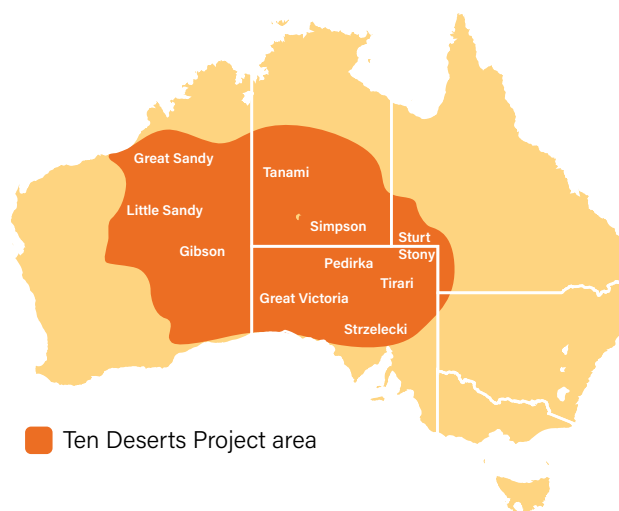 Great Sandy
Tanami
Little Sandy
Simpson
Sturt
Stony
Gibson
Pedirka
Tirari
Great Victoria
Strzelecki
Ten Deserts Project area